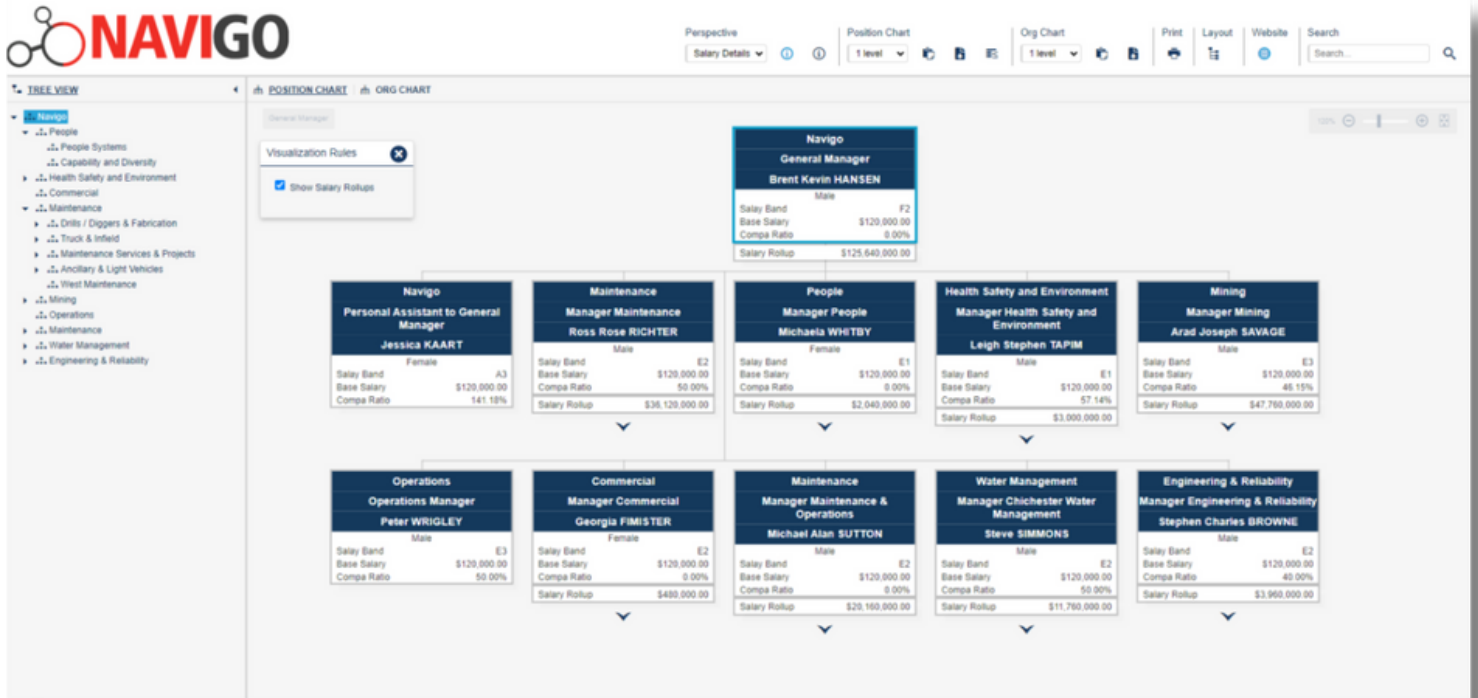 NAVIGO
Perspective
Position Chart
Org Chart
Print
Layout
Website
Search
Salary Details
1 level
1 level
Search...
TREE VIEW
POSITION CHART
ORG CHART
Navigo
People
People Systems
Capability and Diversity
Health Safety and Environment
Commercial
Maintenance
Drills / Diggers & Fabrication
Truck & Infield
Maintenance Services & Projects
Ancillary & Light Vehicles
West Maintenance
Mining
Operations
Maintenance
Water Management
Engineering & Reliability
General Manager
100%
Visualization Rules
Show Salary Rollups
Navigo
General Manager
Brent Kevin HANSEN
Male
Salay Band F2
Base Salary $120,000.00
Compa Ratio 0.00%
Salary Rollup $125,640,000.00
Navigo
Personal Assistant to General
Manager
Jessica KAART
Female
Salay Band A3
Base Salary $120,000.00
Compa Ratio 141.18%
Maintenance
Manager Maintenance
Ross Rose RICHTER
Male
Salay Band E2
Base Salary $120,000.00
Compa Ratio 50.00%
Salary Rollup $36,120,000.00
People
Manager People
Michaela WHITBY
Female
Salay Band E1
Base Salary $120,000.00
Compa Ratio 0.00%
Salary Rollup $2,040,000.00
Health Safety and Environment
Manager Health Safety and
Environment
Leigh Stephen TAPIM
Male
Salay Band E1
Base Salary $120,000.00
Compa Ratio 57.14%
Salary Rollup $3,000,000.00
Mining
Manager Mining
Arad Joseph SAVAGE
Male
Salay Band E3
Base Salary $120,000.00
Compa Ratio 46.15%
Salary Rollup $47,760,000.00
Operations
Operations Manager
Peter WRIGLEY
Male
Salay Band E3
Base Salary $120,000.00
Compa Ratio 50.00%
Commercial
Manager Commercial
Georgia FIMISTER
Female
Salay Band E2
Base Salary $120,000.00
Compa Ratio 0.00%
Salary Rollup $480,000.00
Maintenance
Manager Maintenance &
Operations
Michael Alan SUTTON
Male
Salay Band E2
Base Salary $120,000.00
Compa Ratio 0.00%
Salary Rollup $20,160,000.00
Water Management
Manager Chichester Water
Management
Steve SIMMONS
Male
Salay Band E2
Base Salary $120,000.00
Compa Ratio 50.00%
Salary Rollup $11,760,000.00
Engineering & Reliability
Manager Engineering & Reliability
Stephen Charles BROWNE
Male
Salay Band E2
Base Salary $120,000.00
Compa Ratio 40.00%
Salary Rollup $3,960,000.00